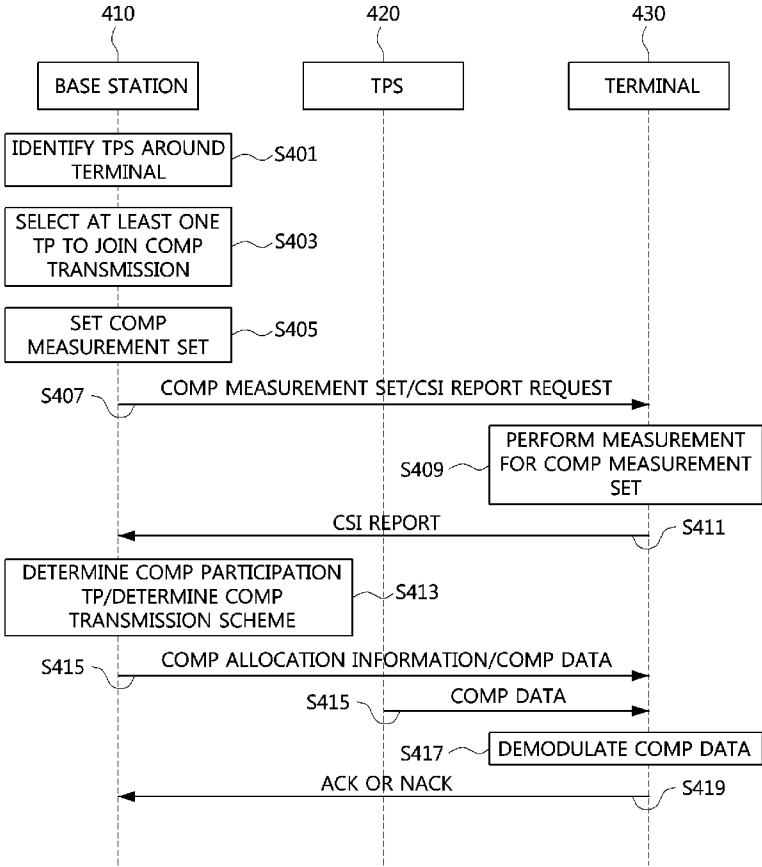 410
420
430
BASE STATION
TPS
TERMINAL
IDENTIFY TPS AROUND
TERMINAL
S401
SELECT AT LEAST ONE
TP TO JOIN COMP
TRANSMISSION
S403
SET COMP
MEASUREMENT SET
S405
S407
COMP MEASUREMENT SET/CSI REPORT REQUEST
S409
PERFORM MEASUREMENT
FOR COMP MEASUREMENT
SET
CSI REPORT
S411
DETERMINE COMP PARTICIPATION
TP/DETERMINE COMP
TRANSMISSION SCHEME
S413
S415
COMP ALLOCATION INFORMATION/COMP DATA
S415
COMP DATA
S417
DEMODULATE COMP DATA
ACK OR NACK
S419